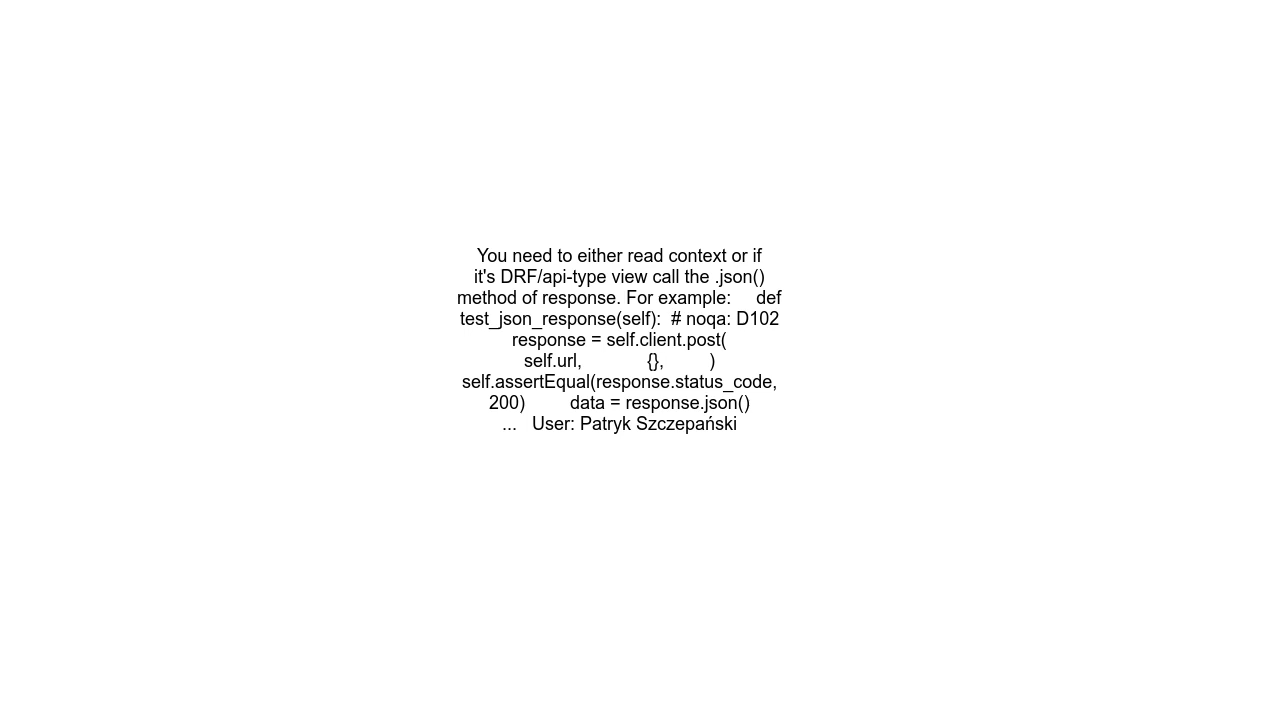 You need to either read context or if
it's DRF/api-type view call the .json()
method of response. For example:     def
test_json_response(self):  # noqa: D102
response = self.client.post(
self.url,             {},         )
self.assertEqual(response.status_code,
200)         data = response.json()
...   User: Patryk Szczepański